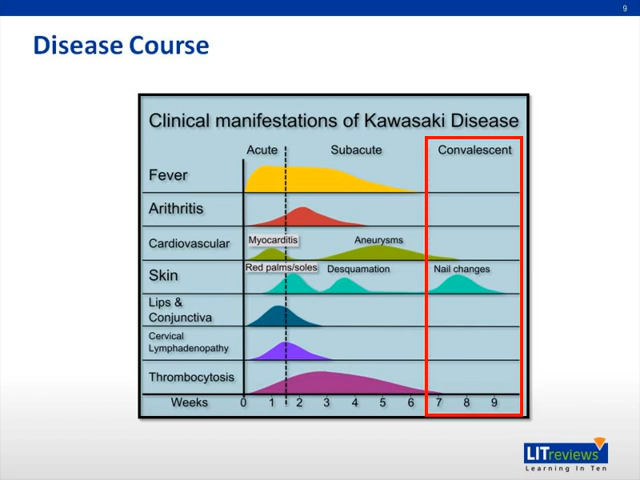 9
Disease Course
Clinical manifestations of Kawasaki Disease
Acute Subacute Convalescent
Fever
Arthritis
Cardiovascular Myocarditis Aneurysms
Skin Red palms/soles Desquamation Nail changes
Lips &
Conjunctiva
Cervical
Lymphadenopathy
Thrombocytosis
Weeks 0 1 2 3 4 5 6 7 8 9
LITreviews
Learning In Ten